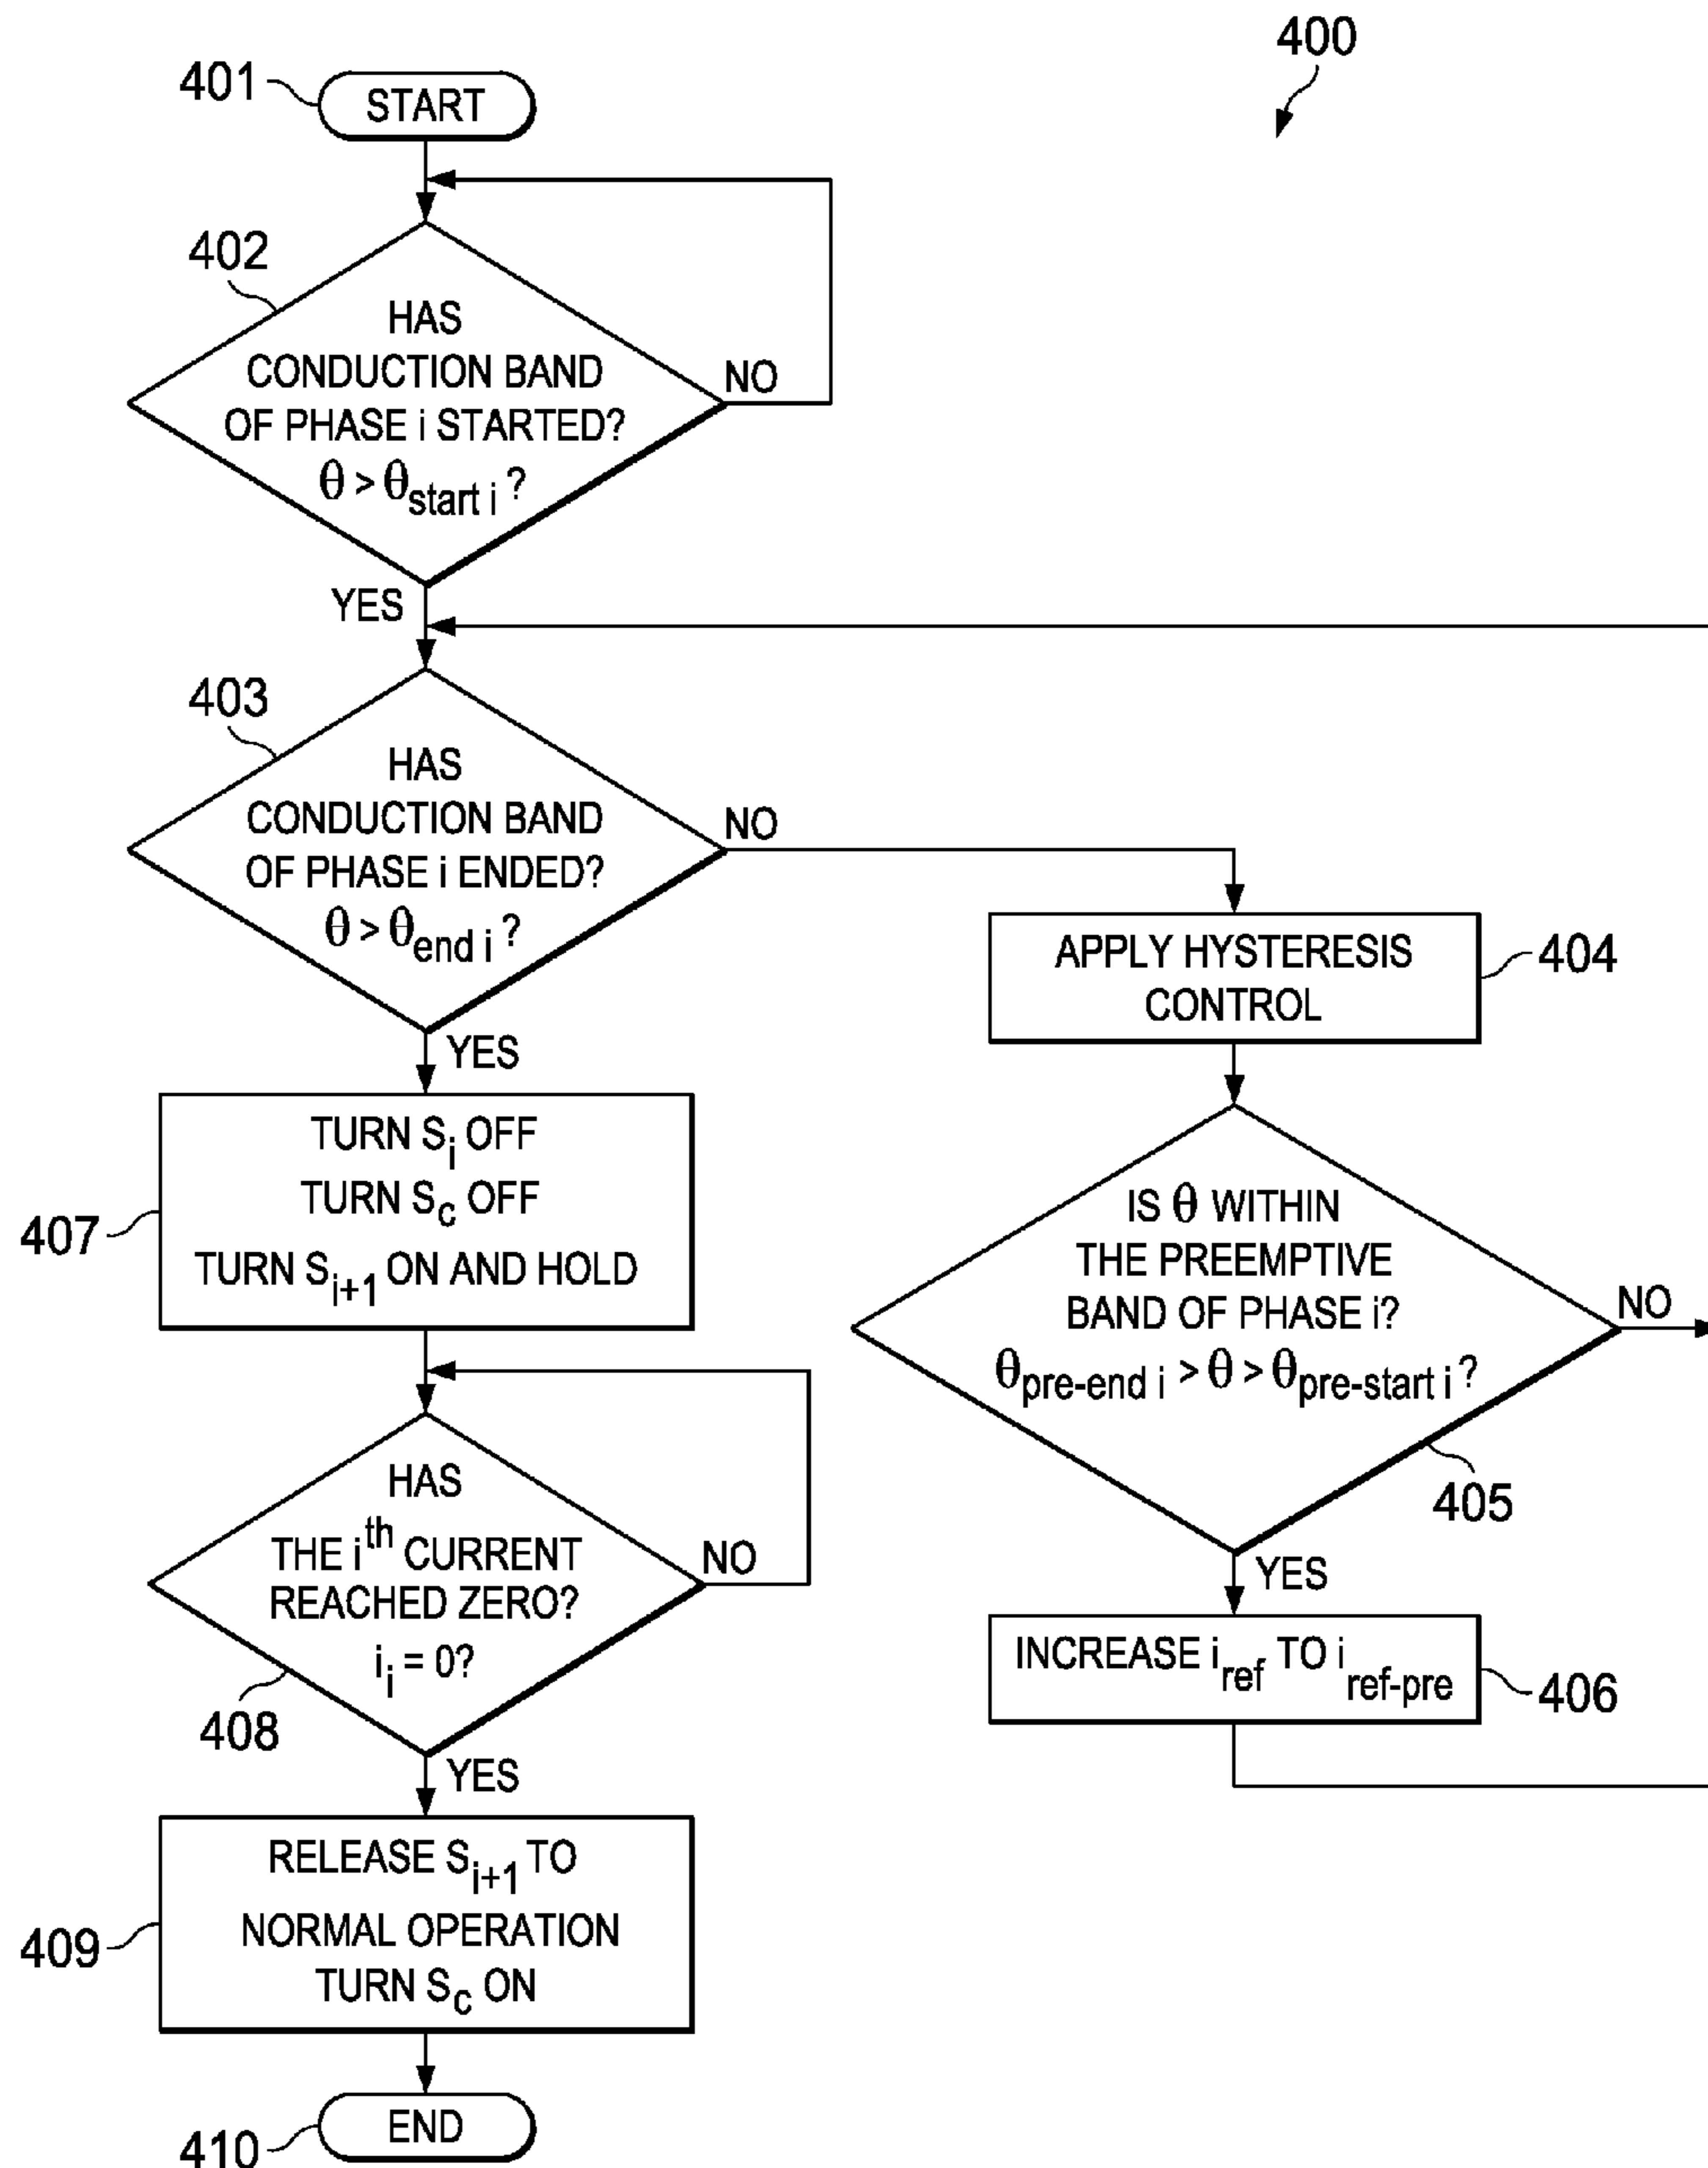 400
401
START
402
HAS
CONDUCTION BAND
OF PHASE i STARTED?
θ > θstart i ?
NO
YES
403
HAS
CONDUCTION BAND
OF PHASE i ENDED?
θ > θend i ?
NO
YES
APPLY HYSTERESIS
CONTROL
404
IS θ WITHIN
THE PREEMPTIVE
BAND OF PHASE i?
θpre-end i > θ > θpre-start i ?
NO
405
YES
INCREASE iref TO iref-pre
406
407
TURN Si OFF
TURN Sc OFF
TURN Si+1 ON AND HOLD
HAS
THE ith CURRENT
REACHED ZERO?
ii = 0?
NO
408
YES
409
RELEASE Si+1 TO
NORMAL OPERATION
TURN Sc ON
410
END